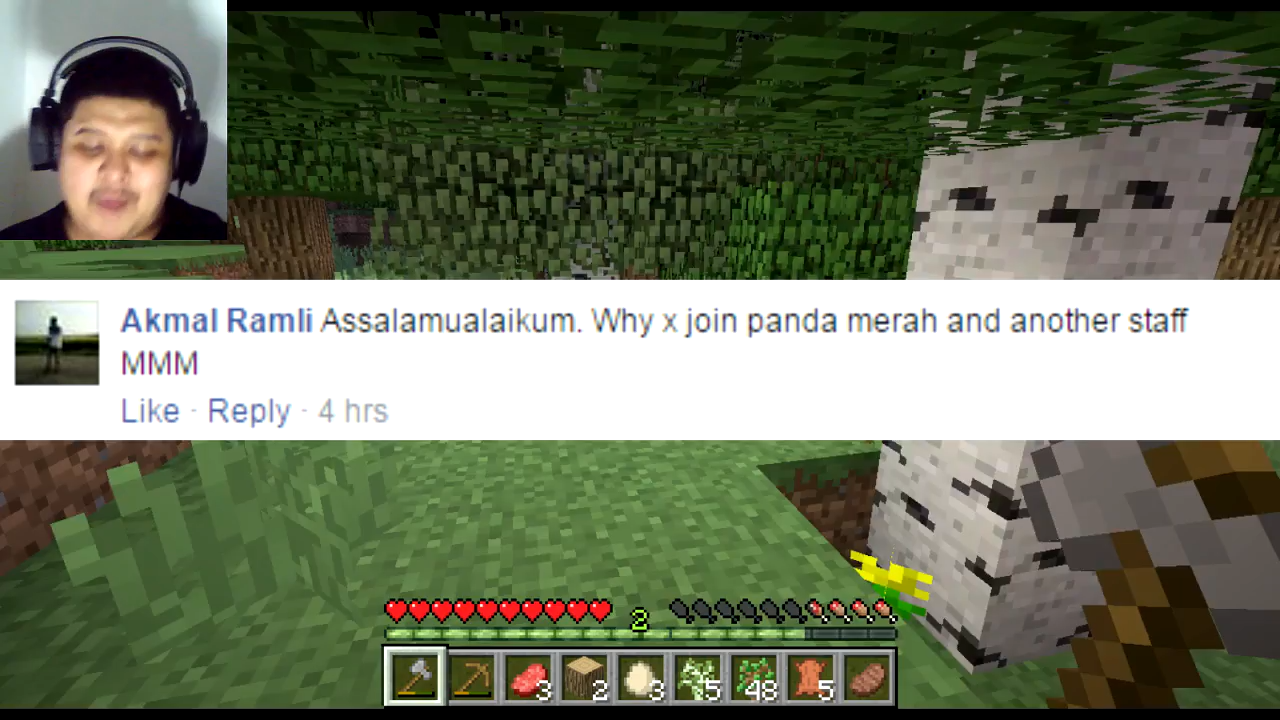 Akmal Ramli Assalamualaikum. Why x join panda merah and another staff
MMM
Like · Reply · 4 hrs
2
3 2 3 5 48 5